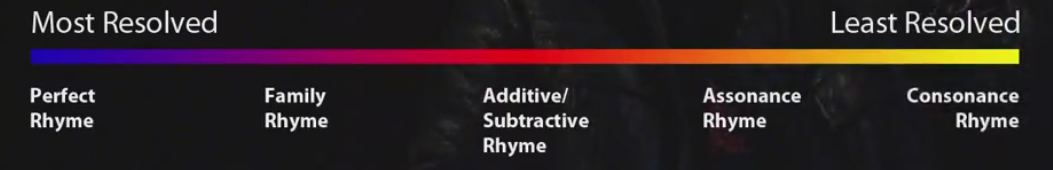 Most Resolved
Least Resolved
Perfect
Rhyme
Family
Rhyme
Additive/
Subtractive
Rhyme
Assonance
Rhyme
Consonance
Rhyme